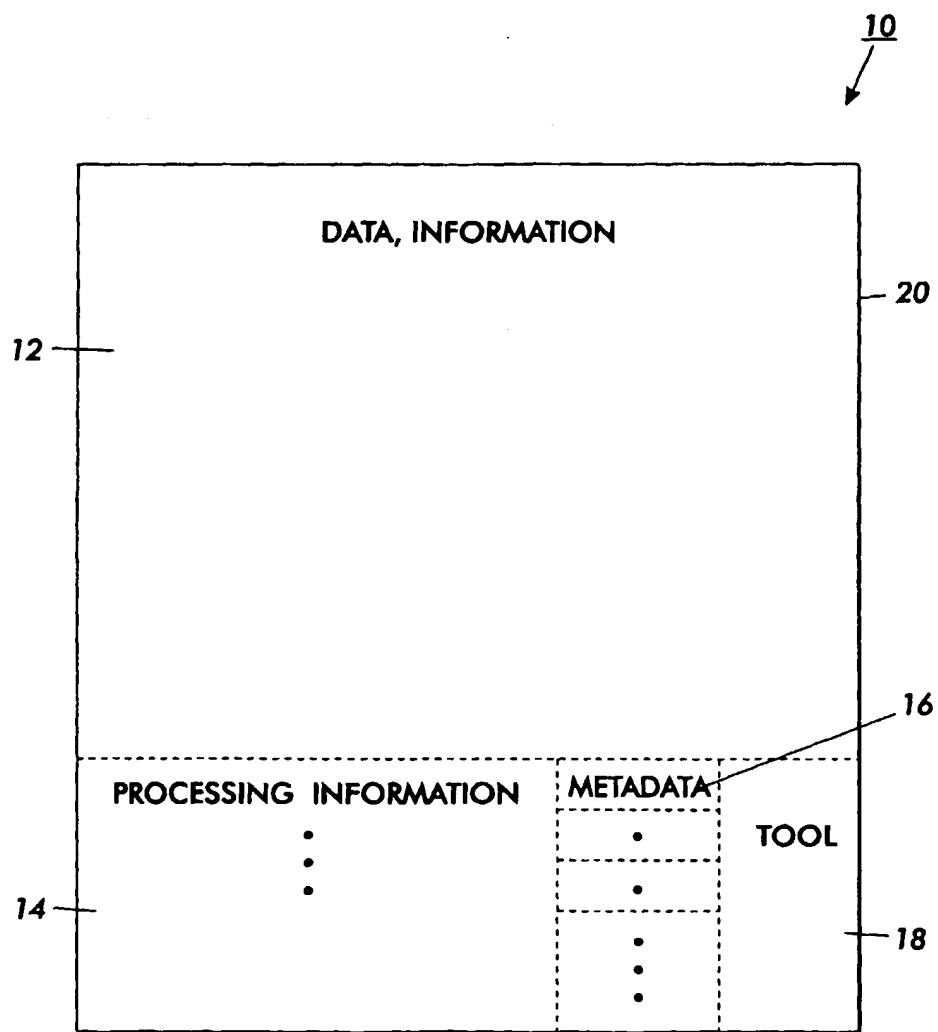 10
DATA, INFORMATION
20
12
16
PROCESSING INFORMATION
METADATA
TOOL
14
18